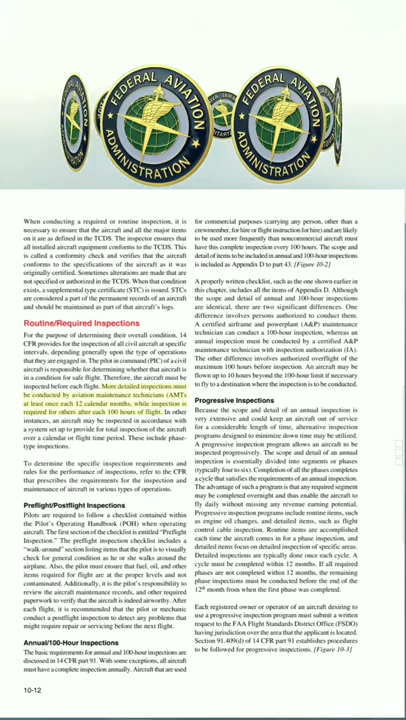 FEDERAL AVIATION
ADMINISTRATION
FEDERAL AVIATION
ADMINISTRATION
When conducting a required or routine inspection, it is
necessary to ensure that the aircraft and all the major items
on it are as defined in the TCDS. The inspector ensures that
all installed aircraft equipment conforms to the TCDS. This
is called a conformity check and verifies that the aircraft
conforms to the specifications of the aircraft as it was
originally certified. Sometimes alterations are made that are
not specified or authorized in the TCDS. When that condition
exists, a supplemental type certificate (STC) is issued. STCs
are considered a part of the permanent records of an aircraft
and should be maintained as part of that aircraft's logs.
Routine/Required Inspections
For the purpose of determining their overall condition, 14
CFR provides for the inspection of all civil aircraft at specific
intervals, depending generally upon the type of operations
that they are engaged in. The pilot in command (PIC) of a civil
aircraft is responsible for determining whether that aircraft is
in a condition for safe flight. Therefore, the aircraft must be
inspected before each flight. More detailed inspections must
be conducted by aviation maintenance technicians (AMTs
at least once each 12 calendar months, while inspection is
required for others after each 100 hours of flight. In other
instances, an aircraft may be inspected in accordance with
a system set up to provide for total inspection of the aircraft
over a calendar or flight time period. These include phase-
type inspections.
To determine the specific inspection requirements and
rules for the performance of inspections, refer to the CFR
that prescribes the requirements for the inspection and
maintenance of aircraft in various types of operations.
Preflight/Postflight Inspections
Pilots are required to follow a checklist contained within
the Pilot's Operating Handbook (POH) when operating
aircraft. The first section of the checklist is entitled "Preflight
Inspection." The preflight inspection checklist includes a
"walk-around" section listing items that the pilot is to visually
check for general condition as he or she walks around the
airplane. Also, the pilot must ensure that fuel, oil, and other
items required for flight are at the proper levels and not
contaminated. Additionally, it is the pilot's responsibility to
review the aircraft maintenance records, and other required
paperwork to verify that the aircraft is indeed airworthy. After
each flight, it is recommended that the pilot or mechanic
conduct a postflight inspection to detect any problems that
might require repair or servicing before the next flight.
Annual/100-Hour Inspections
The basic requirements for annual and 100-hour inspections are
discussed in 14 CFR part 91. With some exceptions, all aircraft
must have a complete inspection annually. Aircraft that are used
for commercial purposes (carrying any person, other than a
crewmember, for hire or flight instruction for hire) and are likely
to be used more frequently than noncommercial aircraft must
have this complete inspection every 100 hours. The scope and
detail of items to be included in annual and 100-hour inspections
is included as Appendix D to part 43. [Figure 10-2]
A properly written checklist, such as the one shown earlier in
this chapter, includes all the items of Appendix D. Although
the scope and detail of annual and 100-hour inspections
are identical, there are two significant differences. One
difference involves persons authorized to conduct them.
A certified airframe and powerplant (A&P) maintenance
technician can conduct a 100-hour inspection, whereas an
annual inspection must be conducted by a certified A&P
maintenance technician with inspection authorization (IA).
The other difference involves authorized overflight of the
maximum 100 hours before inspection. An aircraft may be
flown up to 10 hours beyond the 100-hour limit if necessary
to fly to a destination where the inspection is to be conducted.
Progressive Inspections
Because the scope and detail of an annual inspection is
very extensive and could keep an aircraft out of service
for a considerable length of time, alternative inspection
programs designed to minimize down time may be utilized.
A progressive inspection program allows an aircraft to be
inspected progressively. The scope and detail of an annual
inspection is essentially divided into segments or phases
(typically four to six). Completion of all the phases completes
a cycle that satisfies the requirements of an annual inspection.
The advantage of such a program is that any required segment
may be completed overnight and thus enable the aircraft to
fly daily without missing any revenue earning potential.
Progressive inspection programs include routine items, such
as engine oil changes, and detailed items, such as flight
control cable inspection. Routine items are accomplished
each time the aircraft comes in for a phase inspection, and
detailed items focus on detailed inspection of specific areas.
Detailed inspections are typically done once each cycle. A
cycle must be completed within 12 months. If all required
phases are not completed within 12 months, the remaining
phase inspections must be conducted before the end of the
12th month from when the first phase was completed.
Each registered owner or operator of an aircraft desiring to
use a progressive inspection program must submit a written
request to the FAA Flight Standards District Office (FSDO)
having jurisdiction over the area that the applicant is located.
Section 91.409(d) of 14 CFR part 91 establishes procedures
to be followed for progressive inspections. [Figure 10-3]
10-12